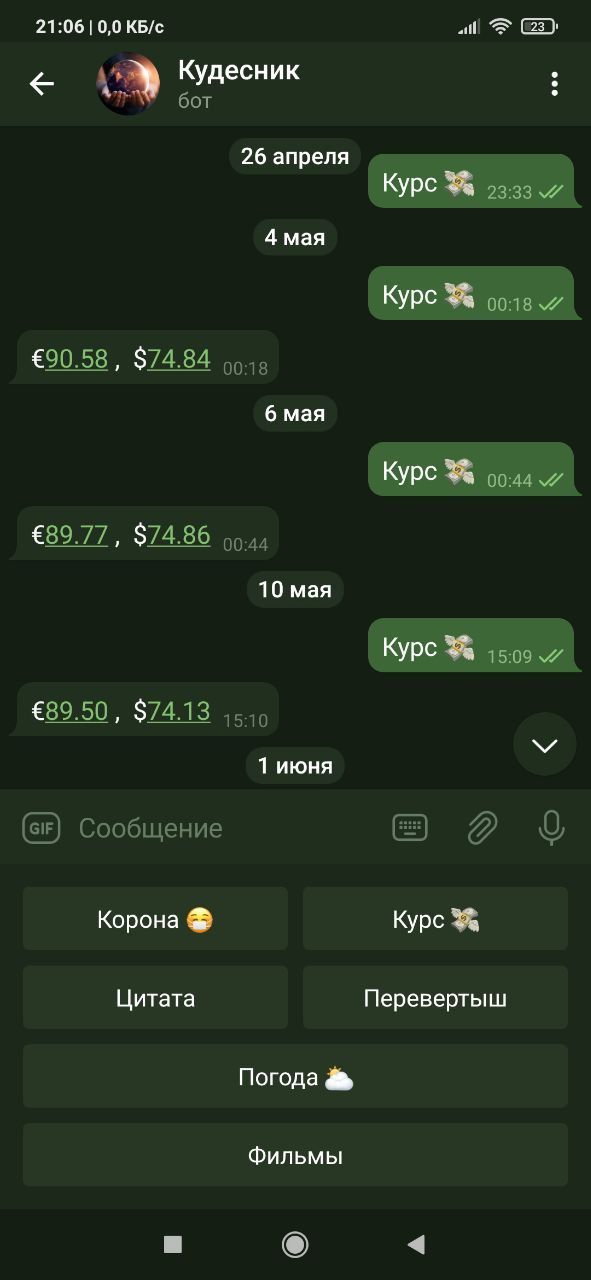 21:06 | 0,0 КБ/с 23
Кудесник
бот
26 апреля
Курс 💸 23:33
4 мая
Курс 💸 00:18
€90.58 , $74.84 00:18
6 мая
Курс 💸 00:44
€89.77 , $74.86 00:44
10 мая
Курс 💸 15:09
€89.50 , $74.13 15:10
1 июня
GIF Сообщение
Корона 😷 Курс 💸
Цитата Перевертыш
Погода 🌥
Фильмы